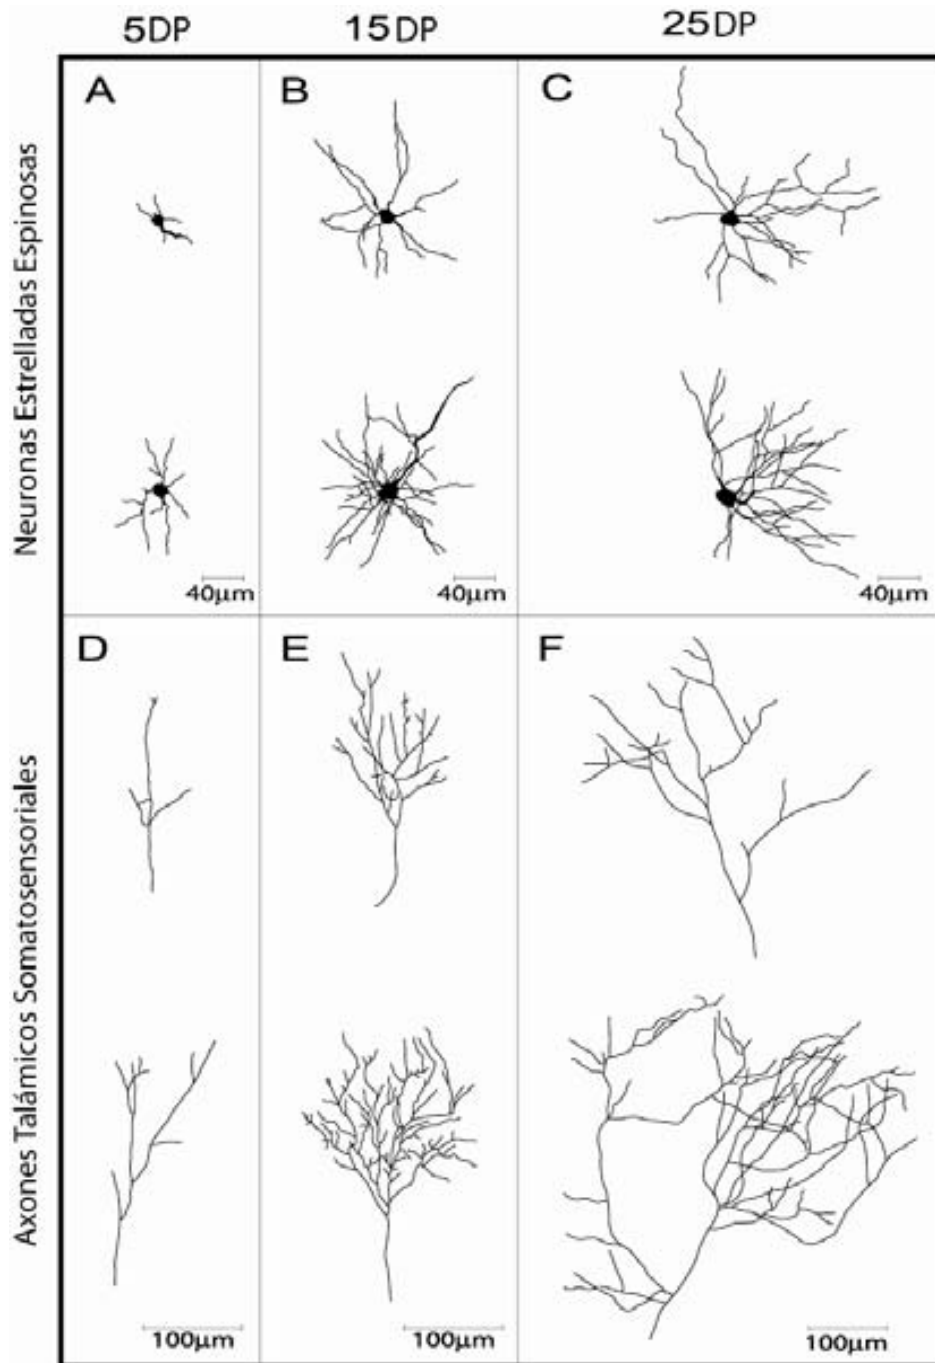 5DP 15DP 25DP
Neuronas Estrelladas Espinosas
A B C
40µm 40µm 40µm
Axones Talámicos Somatosensoriales
D E F
100µm 100µm 100µm